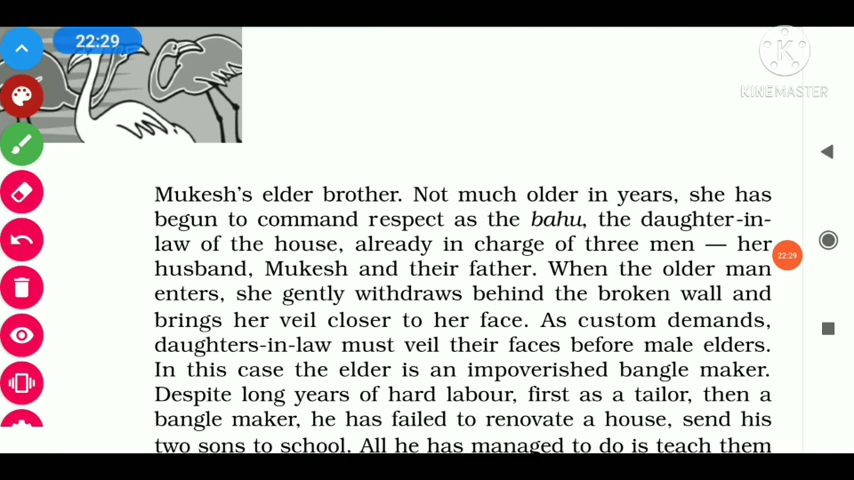 22:29
KINEMASTER
Mukesh's elder brother. Not much older in years, she has
begun to command respect as the bahu, the daughter-in-
law of the house, already in charge of three men — her
22:29
husband, Mukesh and their father. When the older man
enters, she gently withdraws behind the broken wall and
brings her veil closer to her face. As custom demands,
daughters-in-law must veil their faces before male elders.
In this case the elder is an impoverished bangle maker.
Despite long years of hard labour, first as a tailor, then a
bangle maker, he has failed to renovate a house, send his
two sons to school. All he has managed to do is teach them